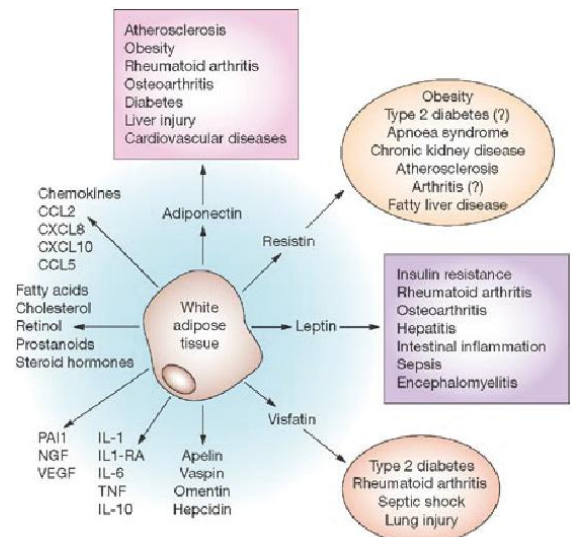 Atherosclerosis
Obesity
Rheumatoid arthritis
Osteoarthritis
Diabetes
Liver injury
Cardiovascular diseases
Obesity
Type 2 diabetes (?)
Apnoea syndrome
Chronic kidney disease
Atherosclerosis
Arthritis (?)
Fatty liver disease
Chemokines
CCL2
CXCL8
CXCL10
CCL5
Adiponectin
Resistin
Fatty acids
Cholesterol
Retinol
Prostanoids
Steroid hormones
White
adipose
tissue
Leptin
Insulin resistance
Rheumatoid arthritis
Osteoarthritis
Hepatitis
Intestinal inflammation
Sepsis
Encephalomyelitis
Visfatin
PAI1
NGF
VEGF
IL-1
IL1-RA
IL-6
TNF
IL-10
Apelin
Vaspin
Omentin
Hepcidin
Type 2 diabetes
Rheumatoid arthritis
Septic shock
Lung injury